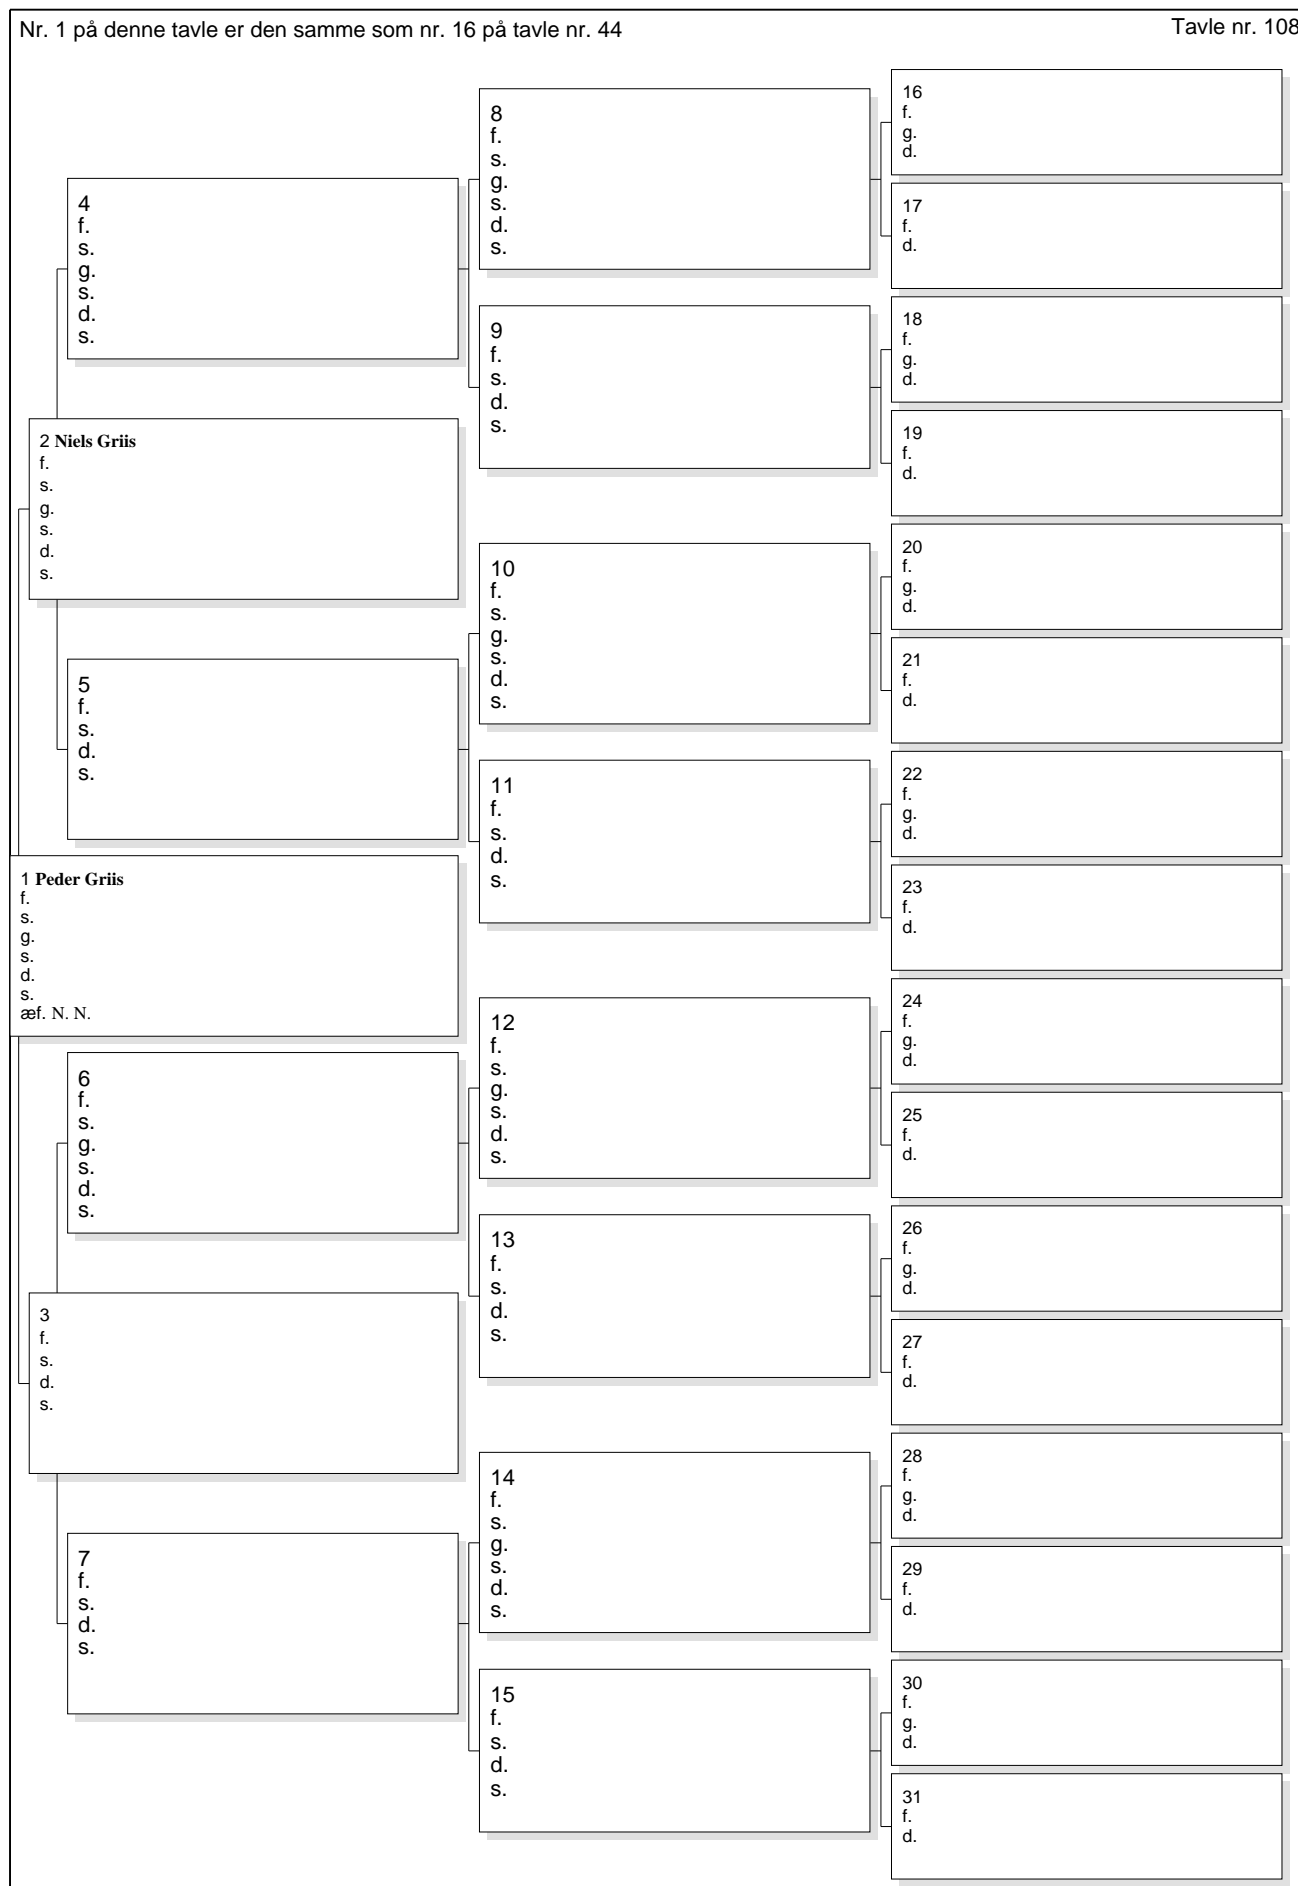 Nr. 1 på denne tavle er den samme som nr. 16 på tavle nr. 44
Tavle nr. 108
4
f.
s.
g.
s.
d.
s.
2 Niels Griis
f.
s.
g.
s.
d.
s.
5
f.
s.
d.
s.
1 Peder Griis
f.
s.
g.
s.
d.
s.
æf. N. N.
6
f.
s.
g.
s.
d.
s.
3
f.
s.
d.
s.
7
f.
s.
d.
s.
8
f.
s.
g.
s.
d.
s.
9
f.
s.
d.
s.
10
f.
s.
g.
s.
d.
s.
11
f.
s.
d.
s.
12
f.
s.
g.
s.
d.
s.
13
f.
s.
d.
s.
14
f.
s.
g.
s.
d.
s.
15
f.
s.
d.
s.
16
f.
g.
d.
17
f.
d.
18
f.
g.
d.
19
f.
d.
20
f.
g.
d.
21
f.
d.
22
f.
g.
d.
23
f.
d.
24
f.
g.
d.
25
f.
d.
26
f.
g.
d.
27
f.
d.
28
f.
g.
d.
29
f.
d.
30
f.
g.
d.
31
f.
d.